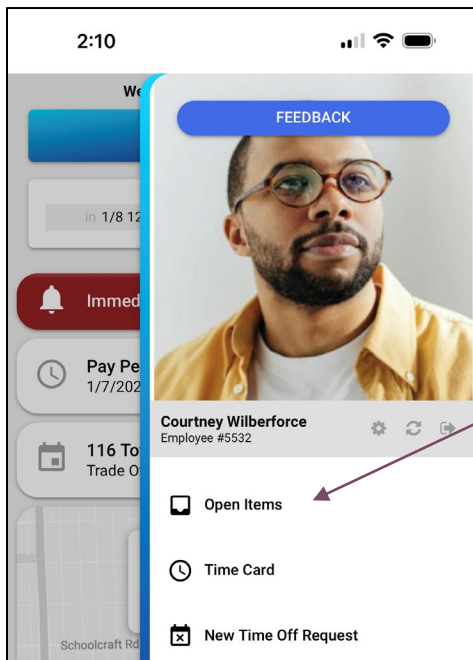 2:10
We
FEEDBACK
in 1/8 12
Immed
Pay Pe
1/7/202
116 To
Trade O
Schoolcraft Rd
Courtney Wilberforce
Employee #5532
Open Items
Time Card
New Time Off Request